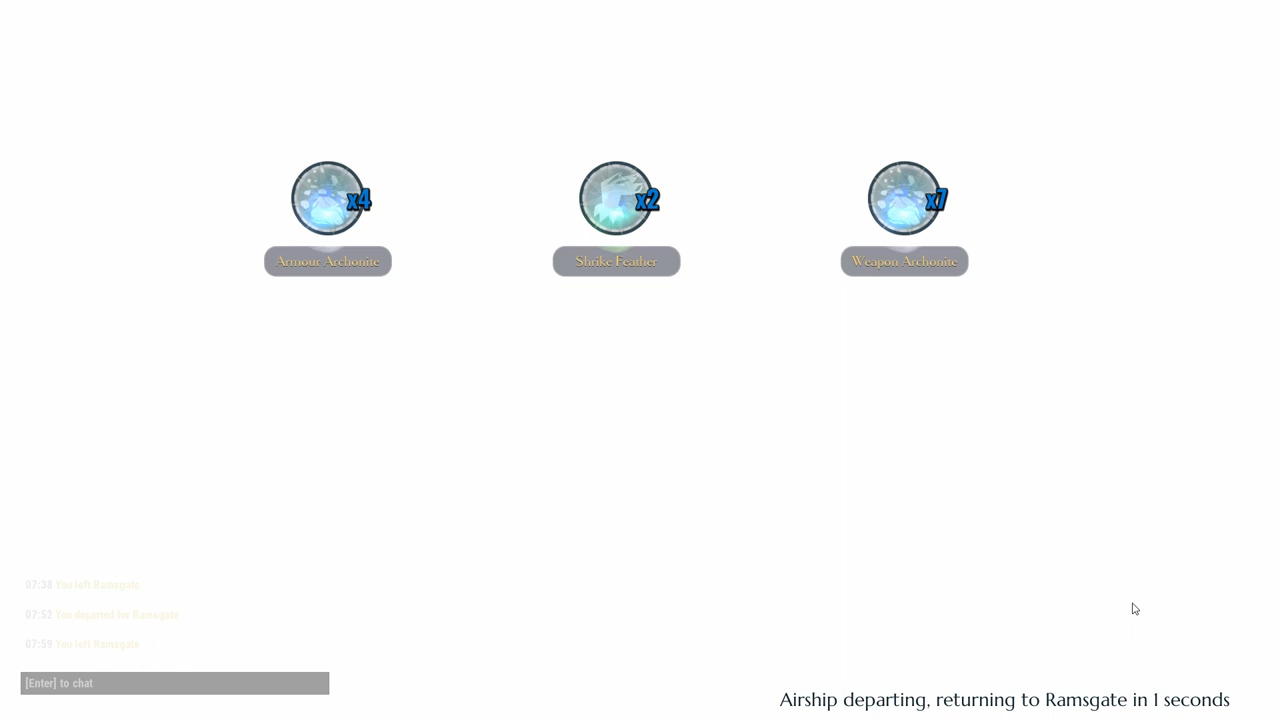 x4
x2
x7
Armour Archonite
Shrike Feather
Weapon Archonite
07:38 You left Ramsgate
07:52 You departed for Ramsgate
07:59 You left Ramsgate
[Enter] to chat
Airship departing, returning to Ramsgate in 1 seconds